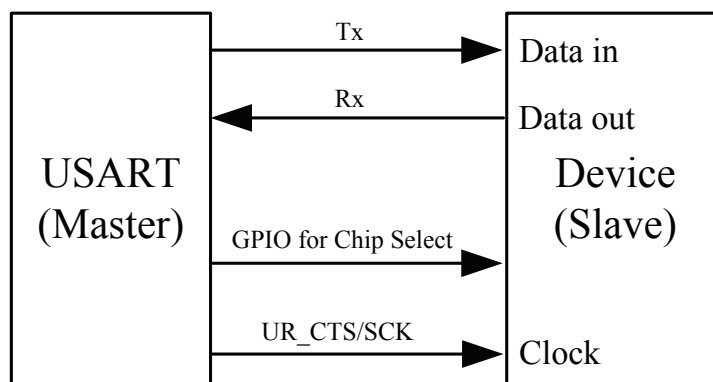 Tx
Data in
Rx
Data out
USART
(Master)
Device
(Slave)
GPIO for Chip Select
UR_CTS/SCK
Clock